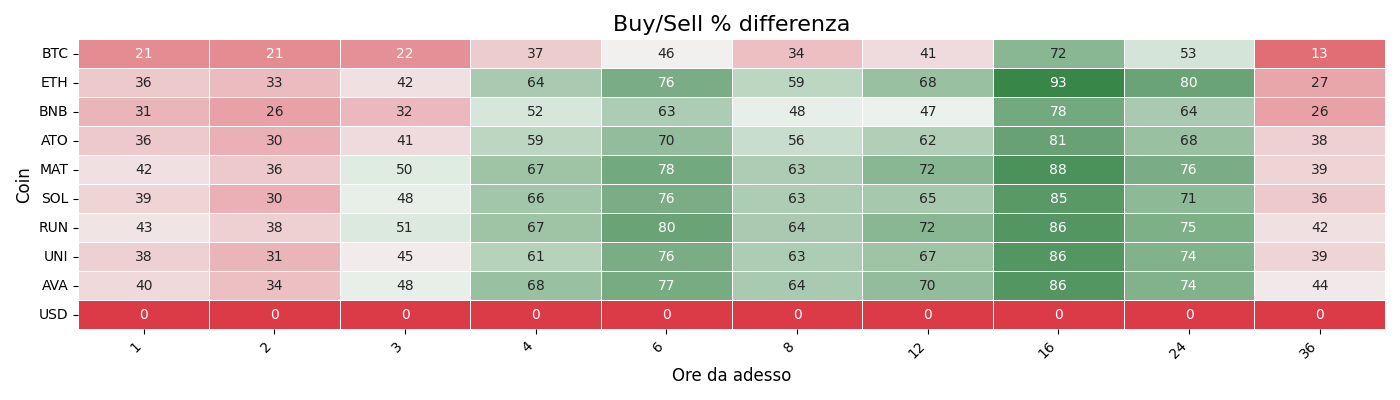 Buy/Sell % differenza
Coin
BTC 21 21 22 37 46 34 41 72 53 13
ETH 36 33 42 64 76 59 68 93 80 27
BNB 31 26 32 52 63 48 47 78 64 26
ATO 36 30 41 59 70 56 62 81 68 38
MAT 42 36 50 67 78 63 72 88 76 39
SOL 39 30 48 66 76 63 65 85 71 36
RUN 43 38 51 67 80 64 72 86 75 42
UNI 38 31 45 61 76 63 67 86 74 39
AVA 40 34 48 68 77 64 70 86 74 44
USD 0 0 0 0 0 0 0 0 0 0
1 2 3 4 6 8 12 16 24 36
Ore da adesso